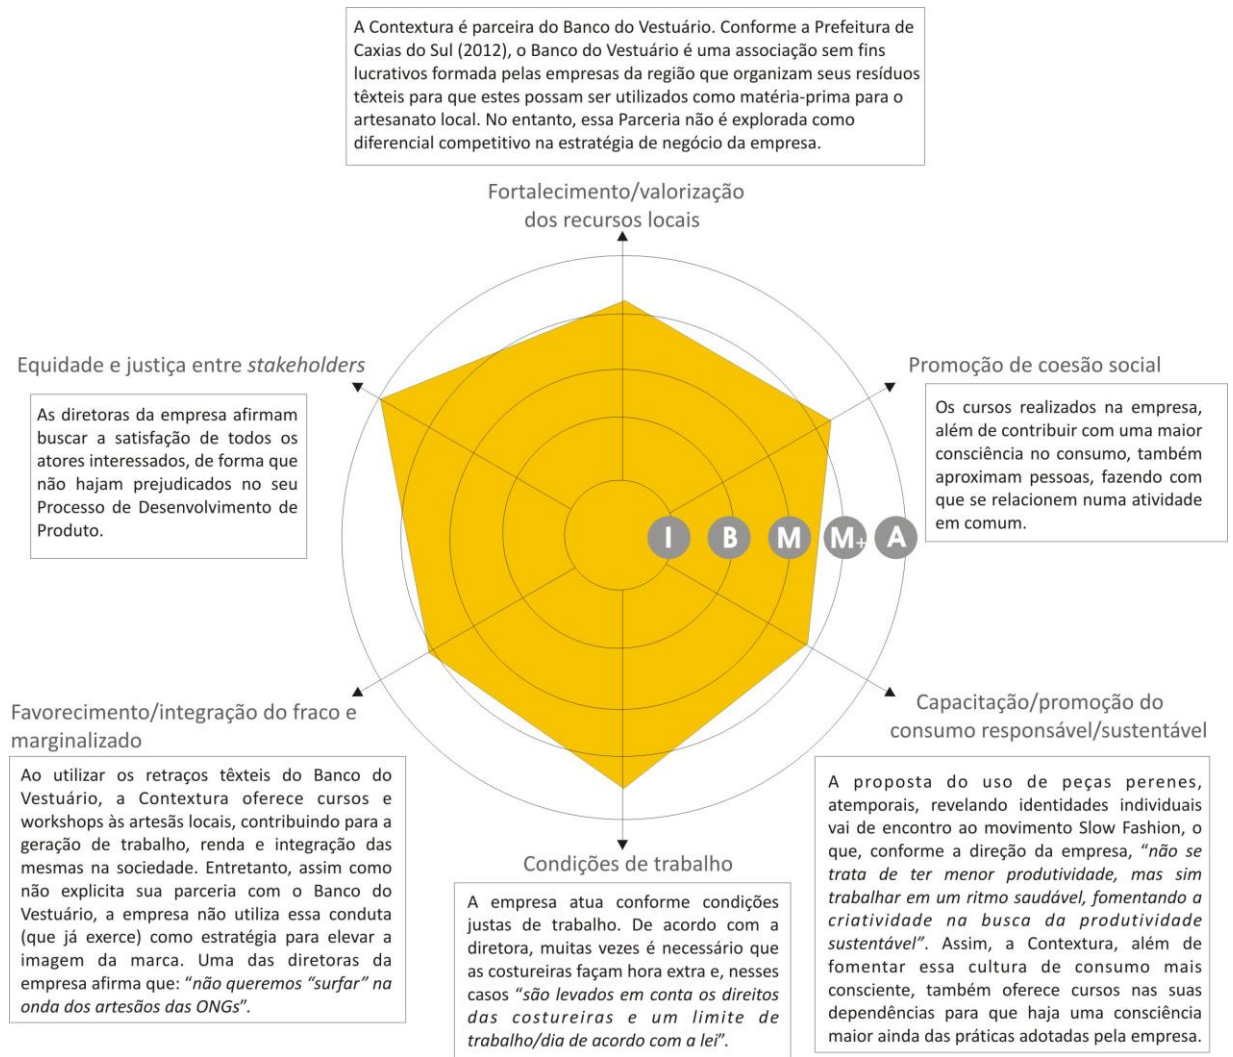 A Contextura é parceira do Banco do Vestuário. Conforme a Prefeitura de
Caxias do Sul (2012), o Banco do Vestuário é uma associação sem fins
lucrativos formada pelas empresas da região que organizam seus resíduos
têxteis para que estes possam ser utilizados como matéria-prima para o
artesanato local. No entanto, essa Parceria não é explorada como
diferencial competitivo na estratégia de negócio da empresa.
Fortalecimento/valorização
dos recursos locais
Equidade e justiça entre stakeholders
As diretoras da empresa afirmam
buscar a satisfação de todos os
atores interessados, de forma que
não hajam prejudicados no seu
Processo de Desenvolvimento de
Produto.
Promoção de coesão social
Os cursos realizados na empresa,
além de contribuir com uma maior
consciência no consumo, também
aproximam pessoas, fazendo com
que se relacionem numa atividade
em comum.
I B M M+ A
Favorecimento/integração do fraco e
marginalizado
Ao utilizar os retraços têxteis do Banco do
Vestuário, a Contextura oferece cursos e
workshops às artesãs locais, contribuindo para a
geração de trabalho, renda e integração das
mesmas na sociedade. Entretanto, assim como
não explicita sua parceria com o Banco do
Vestuário, a empresa não utiliza essa conduta
(que já exerce) como estratégia para elevar a
imagem da marca. Uma das diretoras da
empresa afirma que: “não queremos “surfar” na
onda dos artesãos das ONGs”.
Condições de trabalho
A empresa atua conforme condições
justas de trabalho. De acordo com a
diretora, muitas vezes é necessário que
as costureiras façam hora extra e, nesses
casos “são levados em conta os direitos
das costureiras e um limite de
trabalho/dia de acordo com a lei”.
Capacitação/promoção do
consumo responsável/sustentável
A proposta do uso de peças perenes,
atemporais, revelando identidades individuais
vai de encontro ao movimento Slow Fashion, o
que, conforme a direção da empresa, “não se
trata de ter menor produtividade, mas sim
trabalhar em um ritmo saudável, fomentando a
criatividade na busca da produtividade
sustentável”. Assim, a Contextura, além de
fomentar essa cultura de consumo mais
consciente, também oferece cursos nas suas
dependências para que haja uma consciência
maior ainda das práticas adotadas pela empresa.